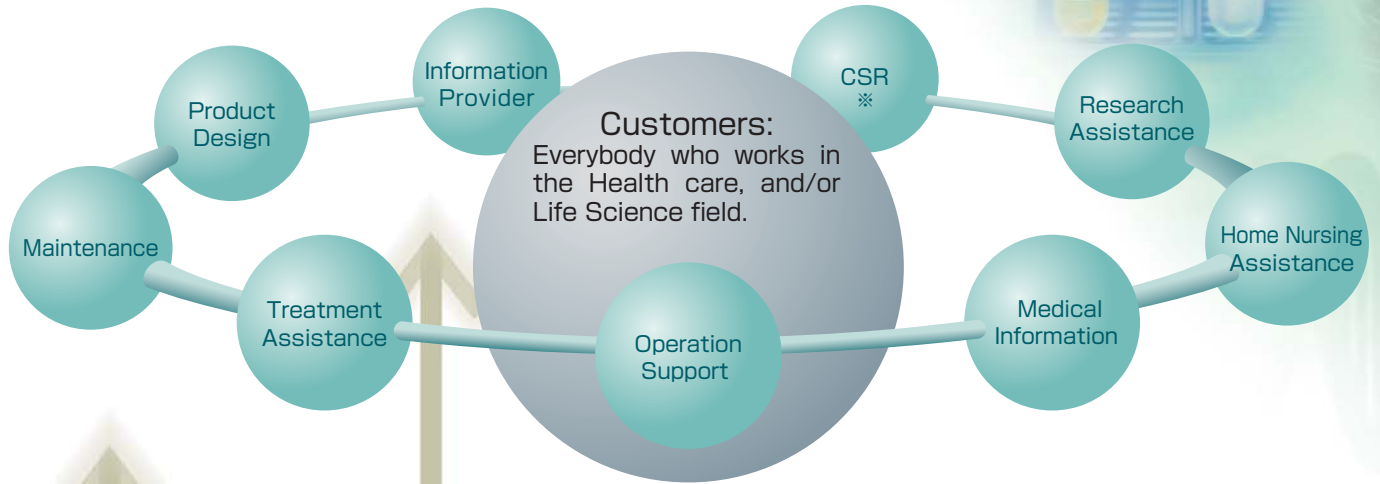 Information
Provider
CSR
※
Product
Design
Research
Assistance
Customers:
Everybody who works in
the Health care, and/or
Life Science field.
Maintenance
Home Nursing
Assistance
Treatment
Assistance
Medical
Information
Operation
Support